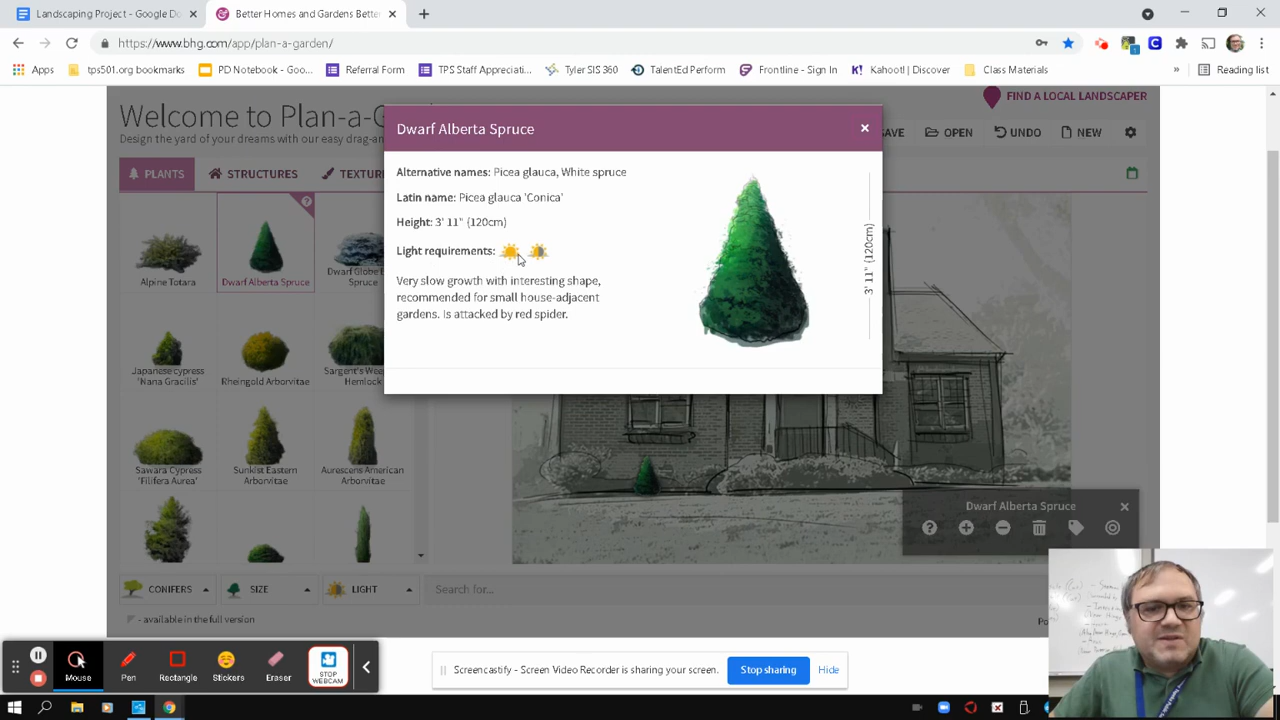 Landscaping Project - Google Do
Better Homes and Gardens Bette
https://www.bhg.com/app/plan-a-garden/
Apps
tps501.org bookmarks
PD Notebook - Goo...
Referral Form
TPS Staff Appreciati...
Tyler SIS 360
TalentEd Perform
Frontline - Sign In
Kahoot! | Discover
Class Materials
»
Reading list
Welcome to Plan-a-G
Design the yard of your dreams with our easy drag-an
FIND A LOCAL LANDSCAPER
AVE
OPEN
UNDO
NEW
PLANTS
STRUCTURES
TEXTUR
Dwarf Alberta Spruce
Alternative names: Picea glauca, White spruce
Latin name: Picea glauca 'Conica'
Height: 3' 11" (120cm)
Light requirements:
Very slow growth with interesting shape,
recommended for small house-adjacent
gardens. Is attacked by red spider.
3' 11" (120cm)
Alpine Totara
Dwarf Alberta Spruce
Dwarf Globe B
Spruce
Japanese cypress
'Nana Gracilis'
Rheingold Arborvitae
Sargent's Wee
Hemlock
Sawara Cypress
'Filifera Aurea'
Sunkist Eastern
Arborvitae
Aurescens American
Arborvitae
Dwarf Alberta Spruce
CONIFERS
SIZE
LIGHT
Search for...
- available in the full version
Po
Mouse
Pen
Rectangle
Stickers
Eraser
STOP
WEBCAM
Screencastify - Screen Video Recorder is sharing your screen.
Stop sharing
Hide